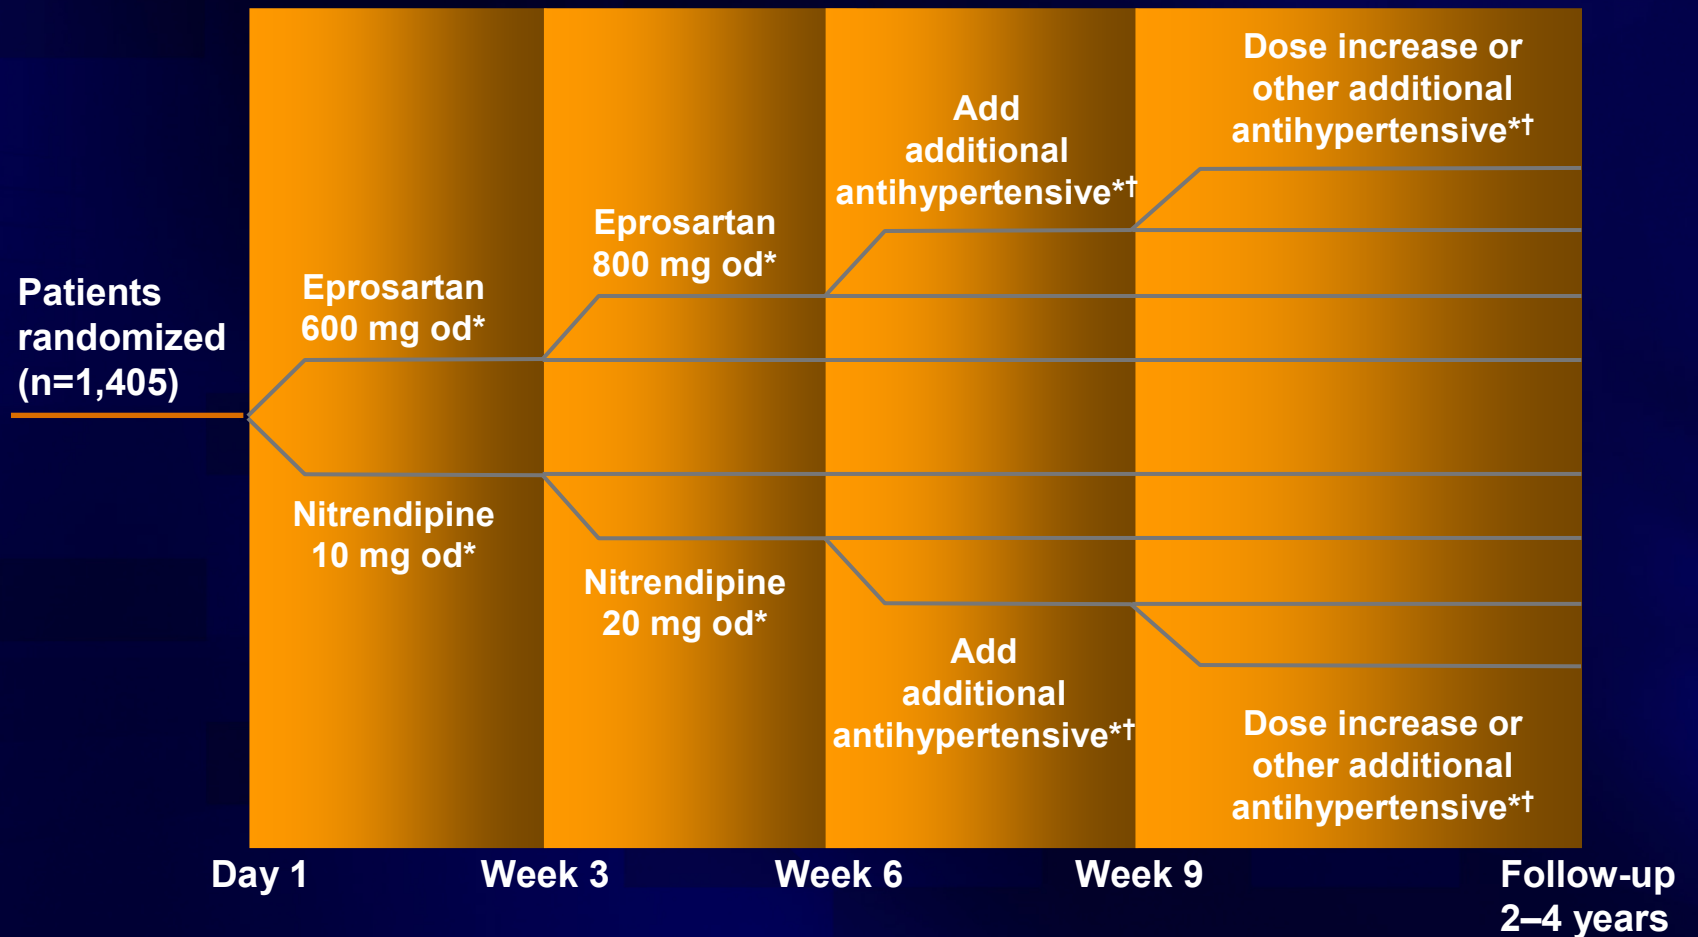 Patients
randomized
(n=1,405)
Eprosartan
600 mg od*
Eprosartan
800 mg od*
Add
additional
antihypertensive*†
Dose increase or
other additional
antihypertensive*†
Nitrendipine
10 mg od*
Nitrendipine
20 mg od*
Add
additional
antihypertensive*†
Dose increase or
other additional
antihypertensive*†
Day 1
Week 3
Week 6
Week 9
Follow-up
2–4 years